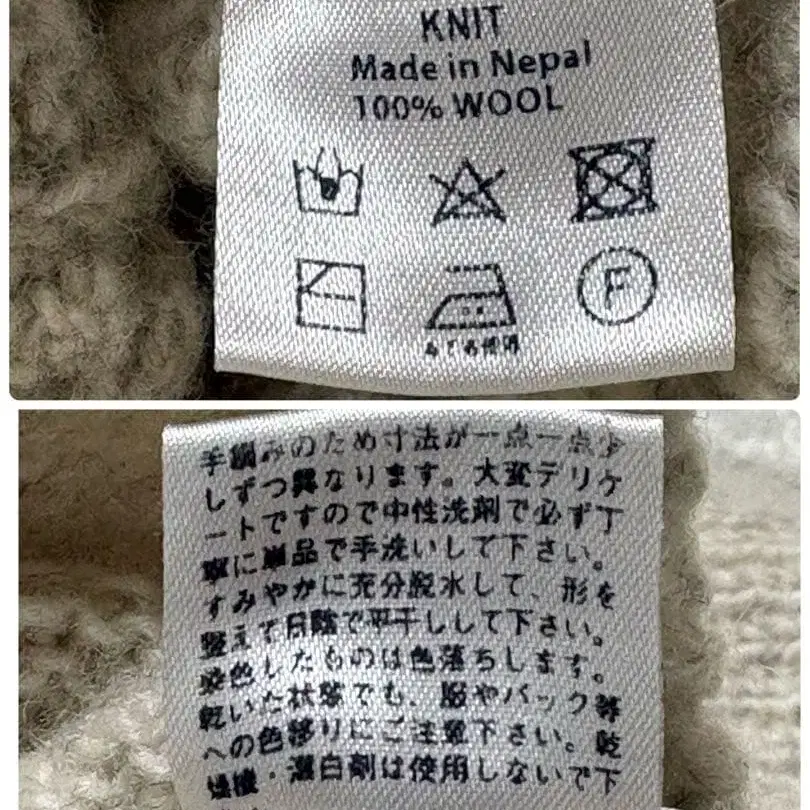 KNIT
Made in Nepal
100% WOOL
F
あて布使用
手編みのため寸法が一点一点少
しずつ異なります。大変デリケ
ートですので中性洗剤で必ず丁
寧に単品で手洗いして下さい。
すみやかに充分脱水して、形を
整えて日陰で平干しして下さい。
染色したものは色落ちします。
乾いた状態でも、服やバック等
への色移りにご注意下さい。乾
燥機・漂白剤は使用しないで下